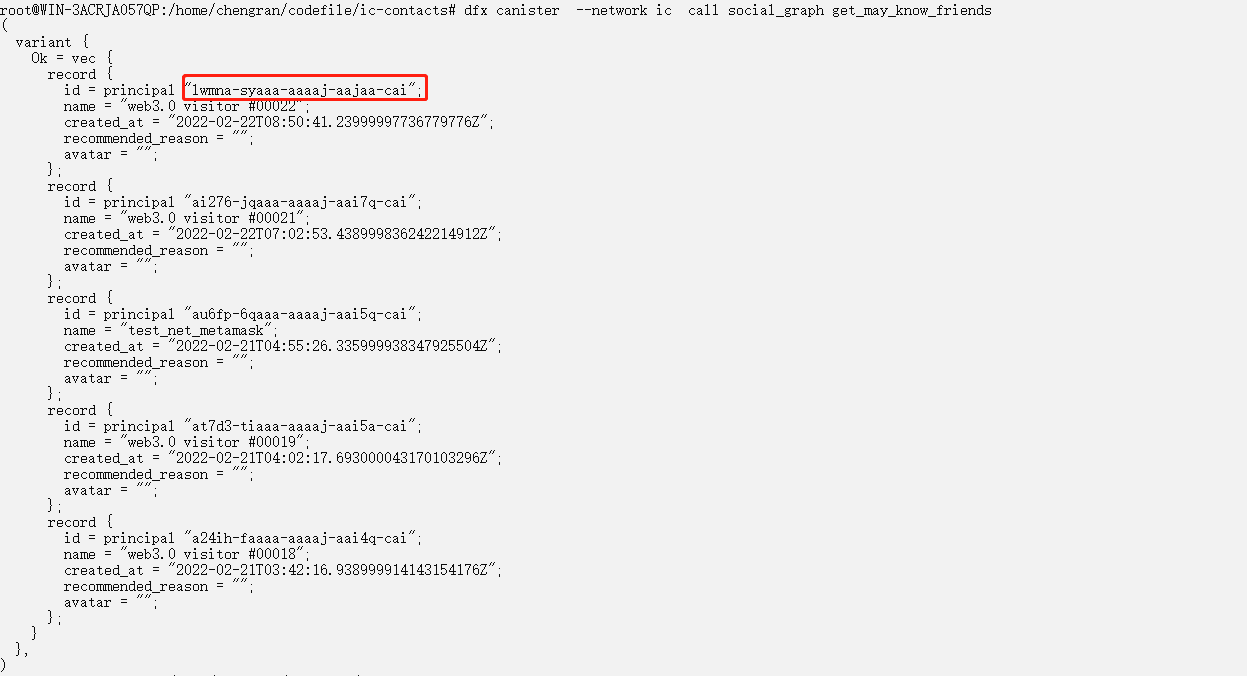 root@WIN-3ACRJA057QP:/home/chengran/codefile/ic-contacts# dfx canister  --network ic  call social_graph get_may_know_friends
(
  variant {
    Ok = vec {
      record {
        id = principal "lwmna-syaaa-aaaaj-aajaa-cai";
        name = "web3.0 visitor #00022";
        created_at = "2022-02-22T08:50:41.23999997736779776Z";
        recommended_reason = "";
        avatar = "";
      };
      record {
        id = principal "ai276-jqaaa-aaaaj-aai7q-cai";
        name = "web3.0 visitor #00021";
        created_at = "2022-02-22T07:02:53.438999836242214912Z";
        recommended_reason = "";
        avatar = "";
      };
      record {
        id = principal "au6fp-6qaaa-aaaaj-aai5q-cai";
        name = "test_net_metamask";
        created_at = "2022-02-21T04:55:26.335999938347925504Z";
        recommended_reason = "";
        avatar = "";
      };
      record {
        id = principal "at7d3-tiaaa-aaaaj-aai5a-cai";
        name = "web3.0 visitor #00019";
        created_at = "2022-02-21T04:02:17.693000043170103296Z";
        recommended_reason = "";
        avatar = "";
      };
      record {
        id = principal "a24ih-faaaa-aaaaj-aai4q-cai";
        name = "web3.0 visitor #00018";
        created_at = "2022-02-21T03:42:16.938999914143154176Z";
        recommended_reason = "";
        avatar = "";
      };
    }
  },
)